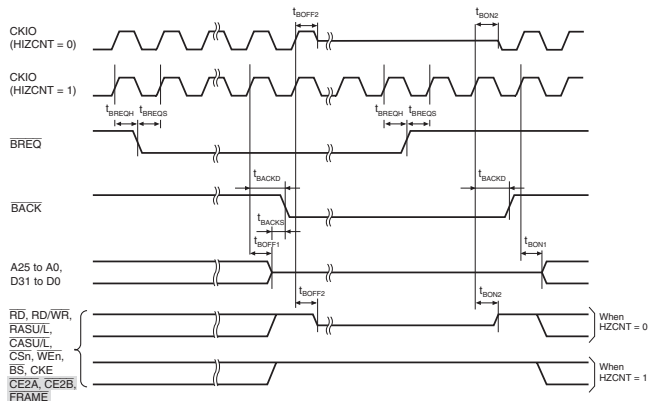 tBOFF2
tBON2
CKIO
(HIZCNT = 0)
CKIO
(HIZCNT = 1)
tBREQH
tBREQS
tBREQH
tBREQS
BREQ
tBACKD
tBACKD
BACK
tBACKS
tBOFF1
tBON1
A25 to A0,
D31 to D0
tBOFF2
tBON2
RD, RD/WR,
RASU/L,
CASU/L,
CSn, WEn,
BS, CKE
CE2A, CE2B,
FRAME
When
HZCNT = 0
When
HZCNT = 1